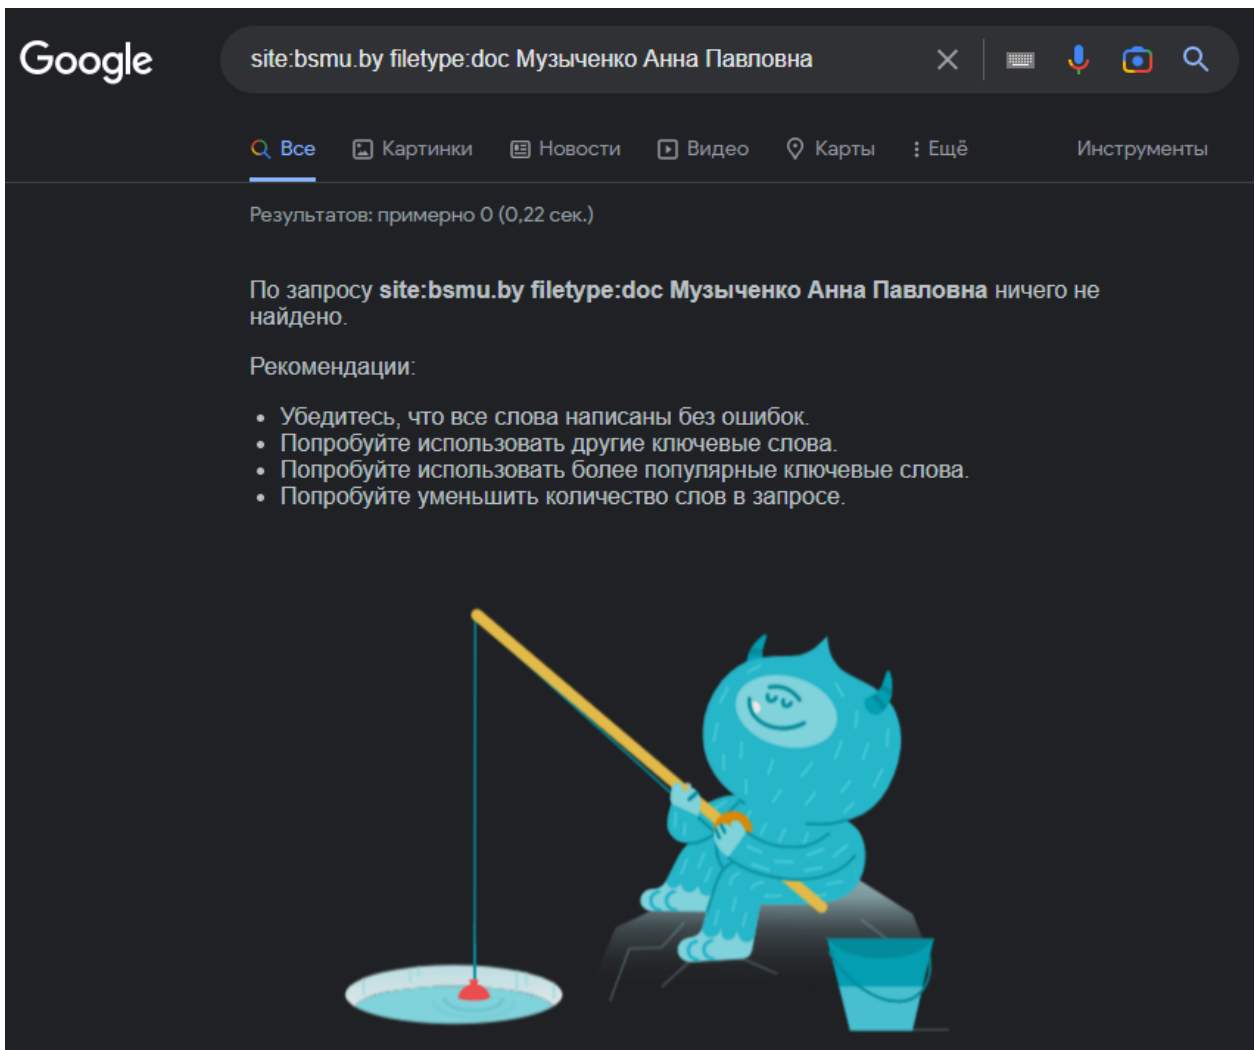 Google
site:bsmu.by filetype:doc Музыченко Анна Павловна
Все Картинки Новости Видео Карты Ещё Инструменты
Результатов: примерно 0 (0,22 сек.)
По запросу site:bsmu.by filetype:doc Музыченко Анна Павловна ничего не
найдено.
Рекомендации:
• Убедитесь, что все слова написаны без ошибок.
• Попробуйте использовать другие ключевые слова.
• Попробуйте использовать более популярные ключевые слова.
• Попробуйте уменьшить количество слов в запросе.